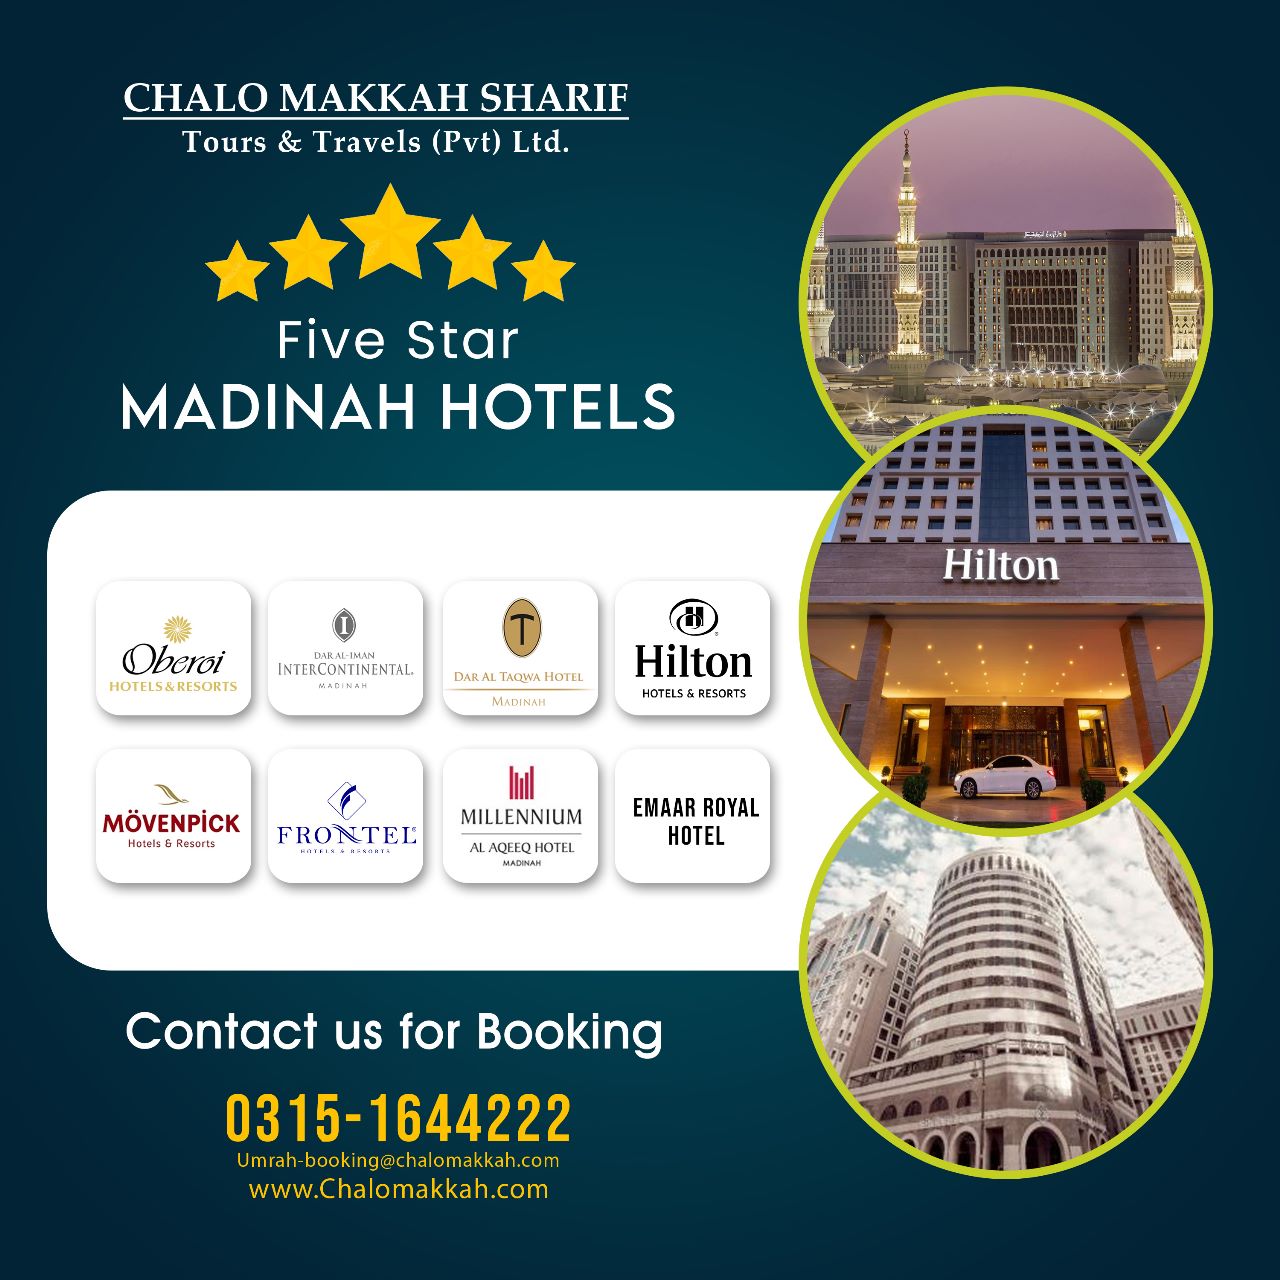 CHALO MAKKAH SHARIF
Tours & Travels (Pvt) Ltd.
Five Star
MADINAH HOTELS
Oberoi
HOTELS & RESORTS
DAR AL-IMAN
INTERCONTINENTAL®
MADINAH
DAR AL TAQWA HOTEL
MADINAH
Hilton
HOTELS & RESORTS
MÖVENPİCK
Hotels & Resorts
FRONTEL®
HOTELS & RESORTS
MILLENNIUM
AL AQEEQ HOTEL
MADINAH
EMAAR ROYAL
HOTEL
Hilton
Contact us for Booking
0315-1644222
Umrah-booking@chalomakkah.com
www.Chalomakkah.com